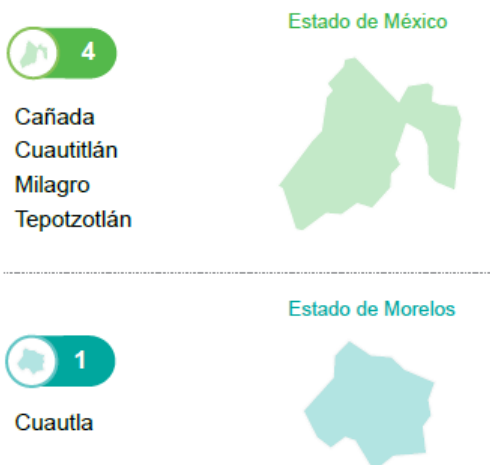 Estado de México
4
Cañada
Cuautitlán
Milagro
Tepotzotlán
Estado de Morelos
1
Cuautla